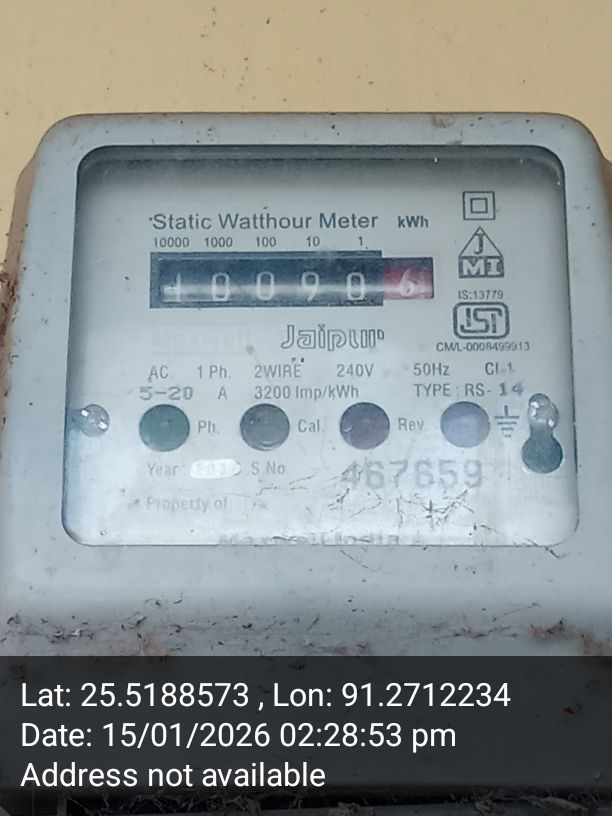 Static Watthour Meter kWh
10000 1000 100 10 1
10090 6
J
MI
IS:13779
ISI
Jaipur
CM/L-0008499913
AC 1 Ph. 2WIRE 240V 50Hz Cl-1
5-20 A 3200 Imp/kWh TYPE : RS- 14
Ph. Cal. Rev.
Year S.No. 467659
Property of
Lat: 25.5188573 , Lon: 91.2712234
Date: 15/01/2026 02:28:53 pm
Address not available